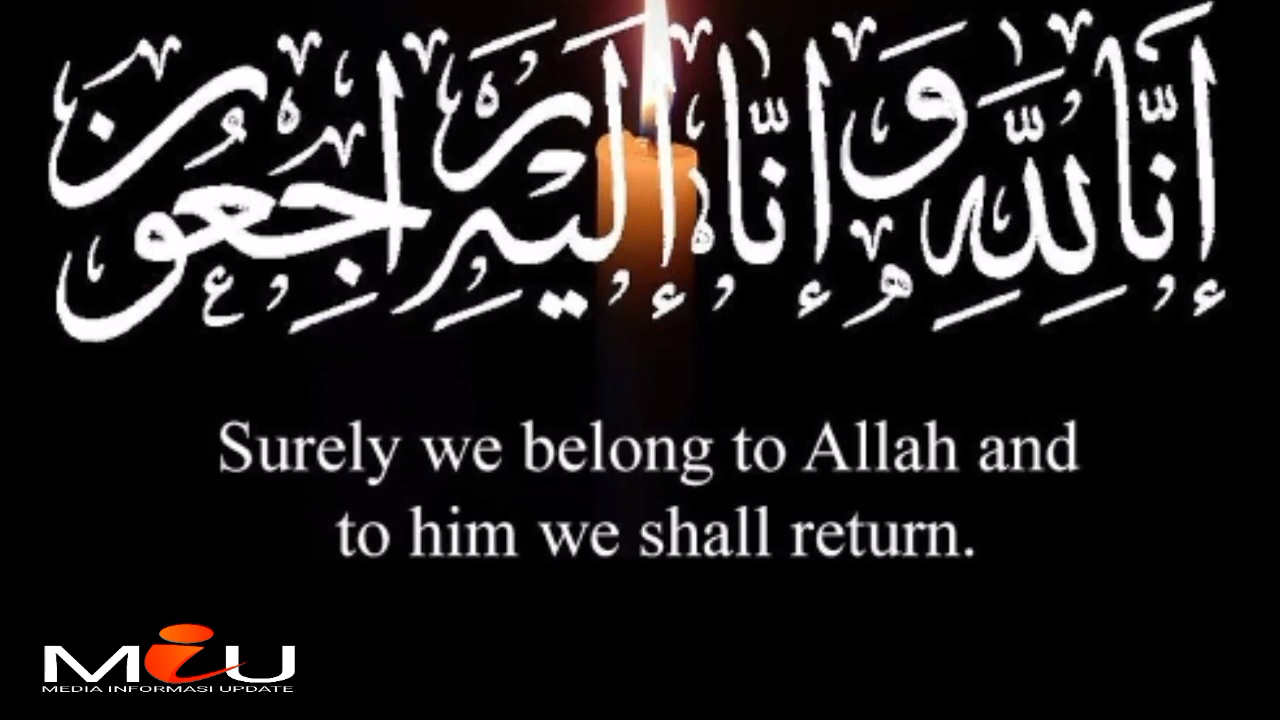 إِنَّا لِلَّهِ وَإِنَّا إِلَيْهِ رَاجِعُونَ
Surely we belong to Allah and
to him we shall return.
MiU
MEDIA INFORMASI UPDATE